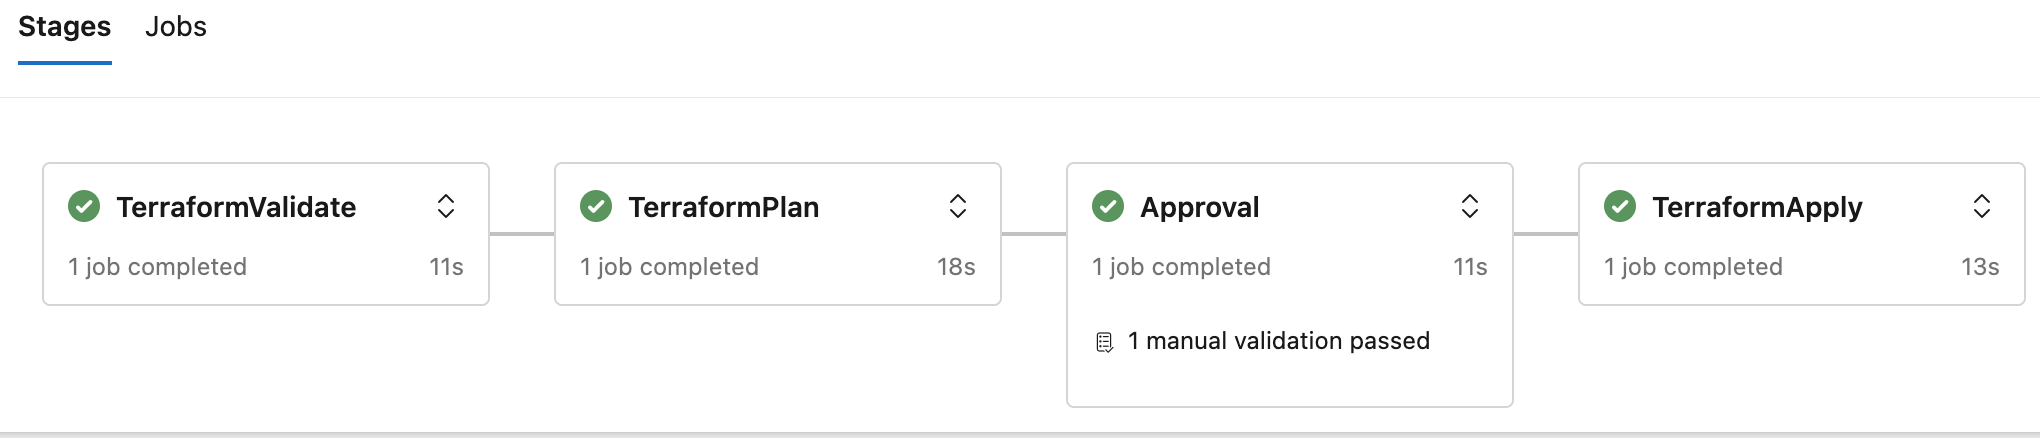 Stages Jobs
TerraformValidate
1 job completed 11s
TerraformPlan
1 job completed 18s
Approval
1 job completed 11s
1 manual validation passed
TerraformApply
1 job completed 13s